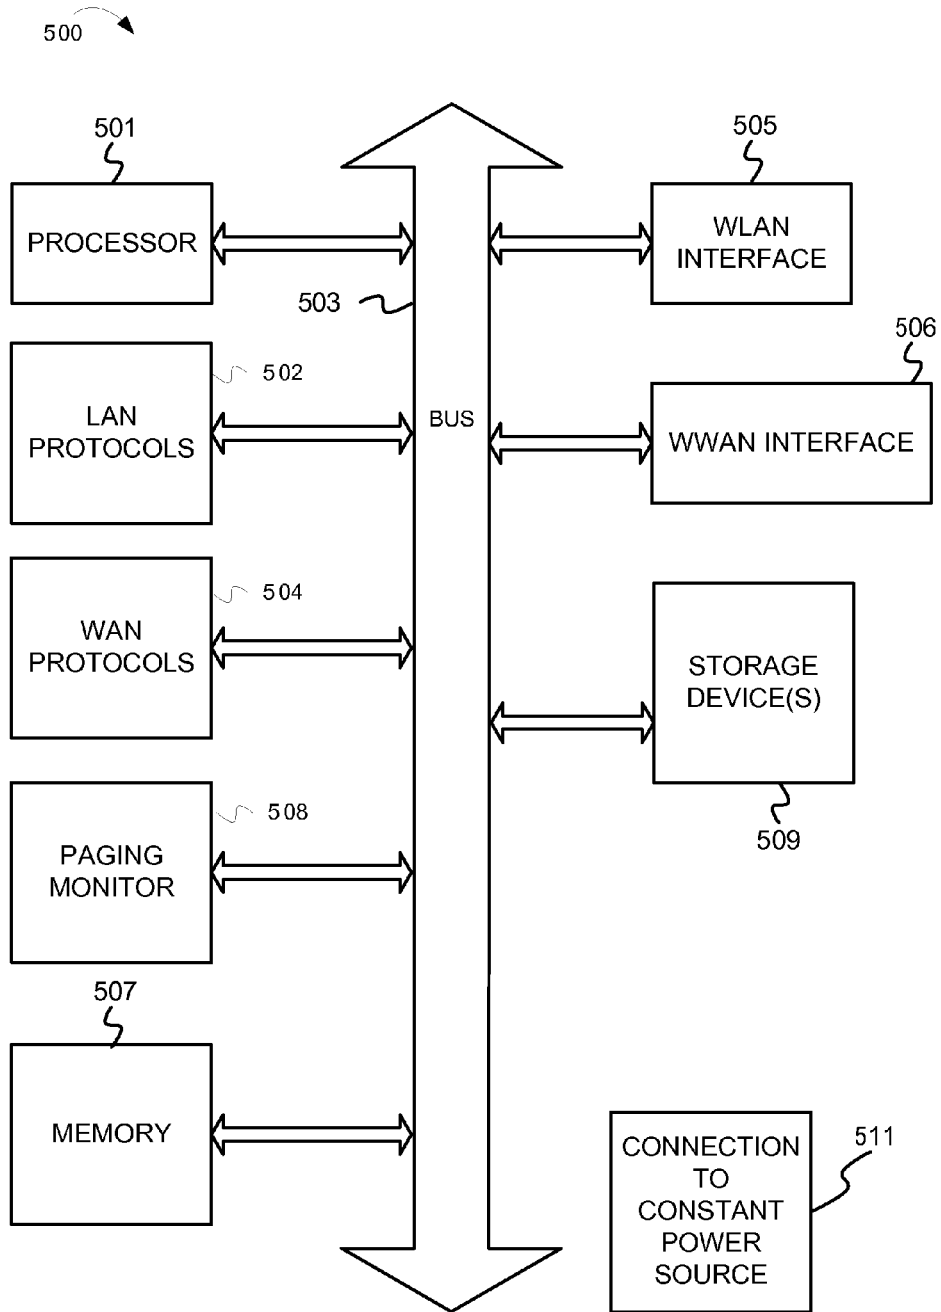 500
501
PROCESSOR
503
LAN
PROTOCOLS
502
WAN
PROTOCOLS
504
PAGING
MONITOR
508
507
MEMORY
BUS
505
WLAN
INTERFACE
506
WWAN INTERFACE
STORAGE
DEVICE(S)
509
CONNECTION
TO
CONSTANT
POWER
SOURCE
511